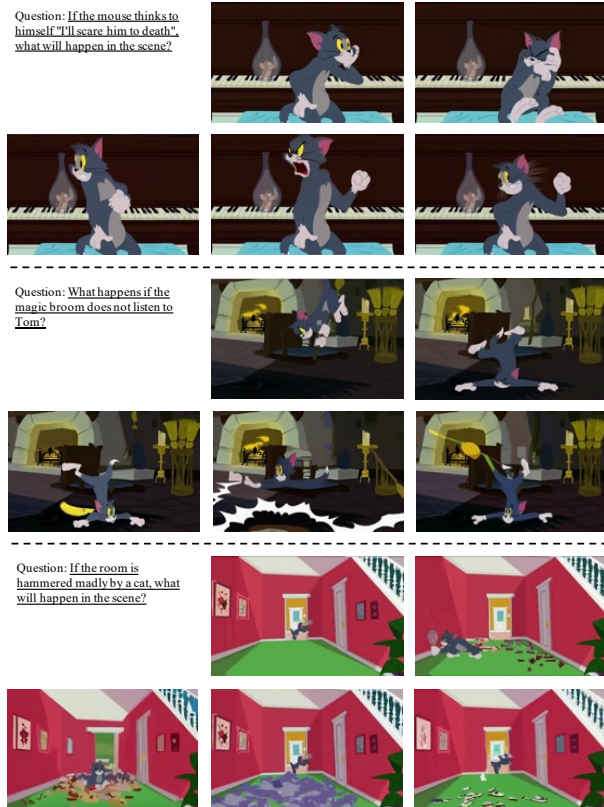 Question: If the mouse thinks to
himself "I'll scare him to death",
what will happen in the scene?
Question: What happens if the
magic broom does not listen to
Tom?
Question: If the room is
hammered madly by a cat, what
will happen in the scene?